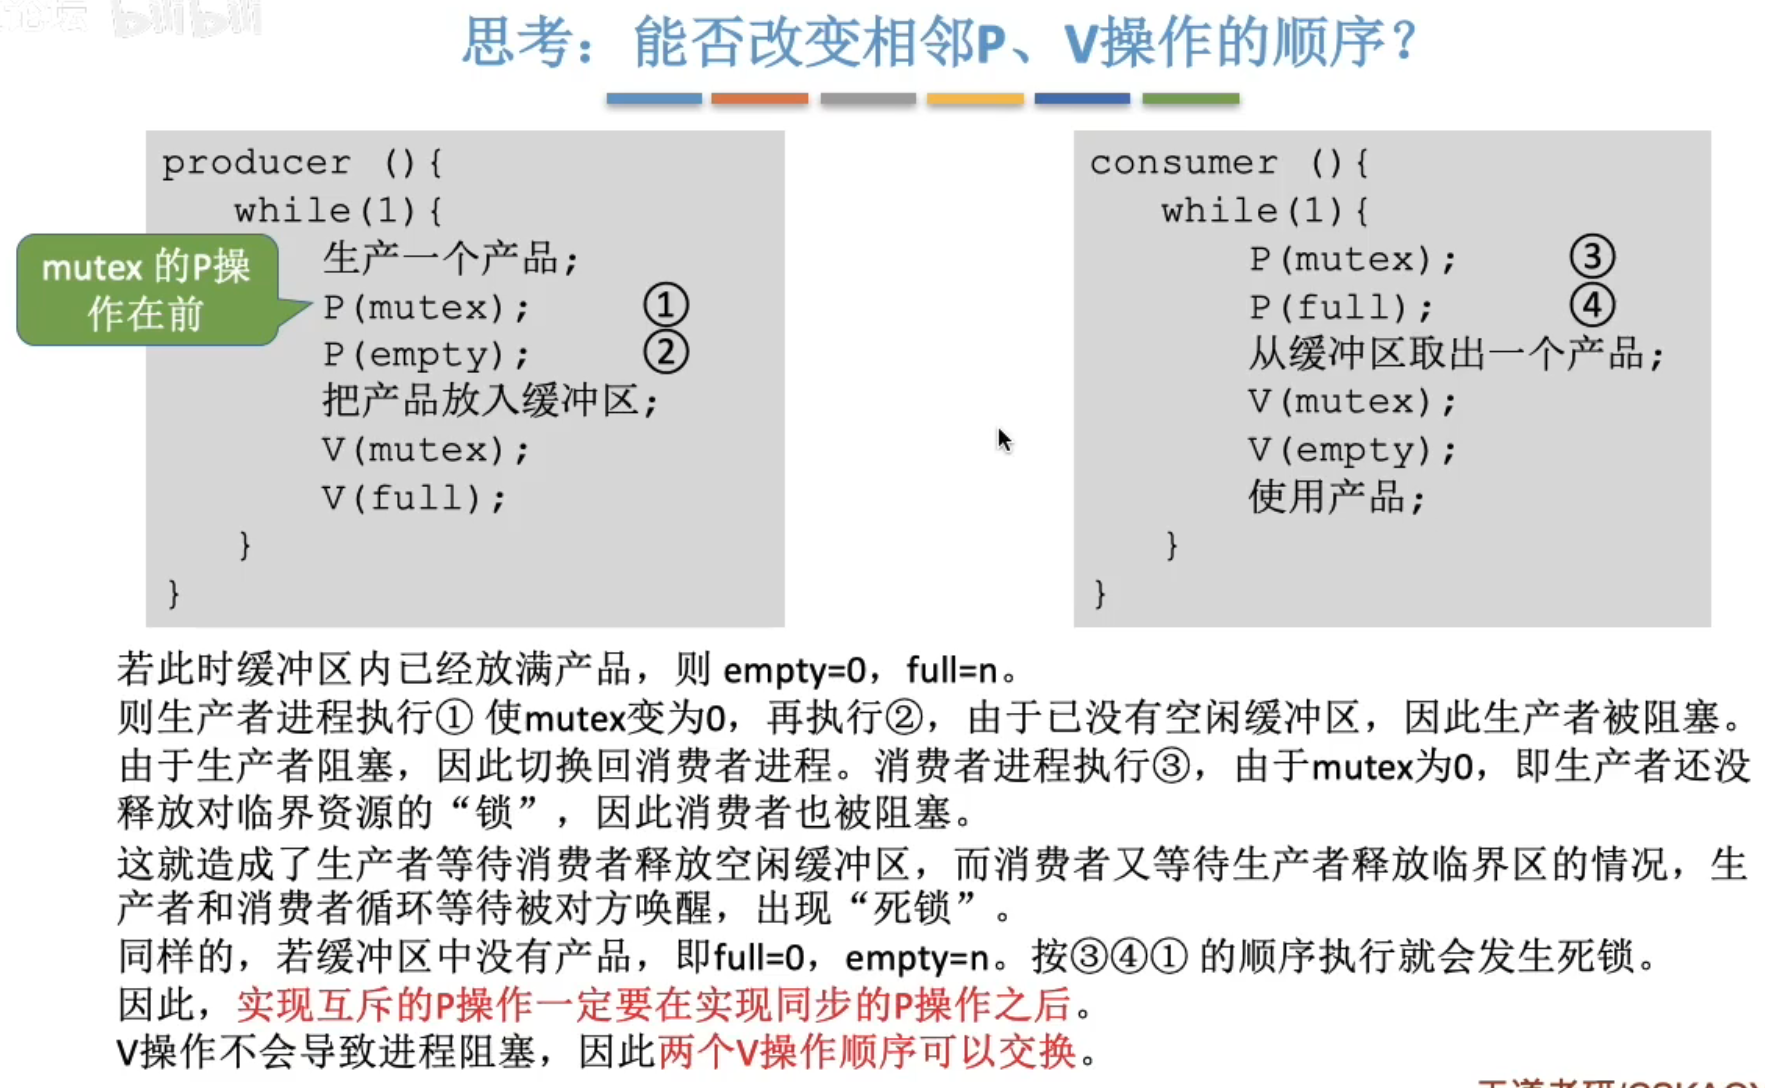 论坛 bilibili
思考：能否改变相邻P、V操作的顺序？
producer (){
while(1){
生产一个产品;
P(mutex); ①
P(empty); ②
把产品放入缓冲区;
V(mutex);
V(full);
}
}
mutex 的P操
作在前
consumer (){
while(1){
P(mutex); ③
P(full); ④
从缓冲区取出一个产品;
V(mutex);
V(empty);
使用产品;
}
}
若此时缓冲区内已经放满产品，则 empty=0，full=n。
则生产者进程执行① 使mutex变为0，再执行②，由于已没有空闲缓冲区，因此生产者被阻塞。
由于生产者阻塞，因此切换回消费者进程。消费者进程执行③，由于mutex为0，即生产者还没
释放对临界资源的“锁”，因此消费者也被阻塞。
这就造成了生产者等待消费者释放空闲缓冲区，而消费者又等待生产者释放临界区的情况，生
产者和消费者循环等待被对方唤醒，出现“死锁”。
同样的，若缓冲区中没有产品，即full=0，empty=n。按③④① 的顺序执行就会发生死锁。
因此，实现互斥的P操作一定要在实现同步的P操作之后。
V操作不会导致进程阻塞，因此两个V操作顺序可以交换。